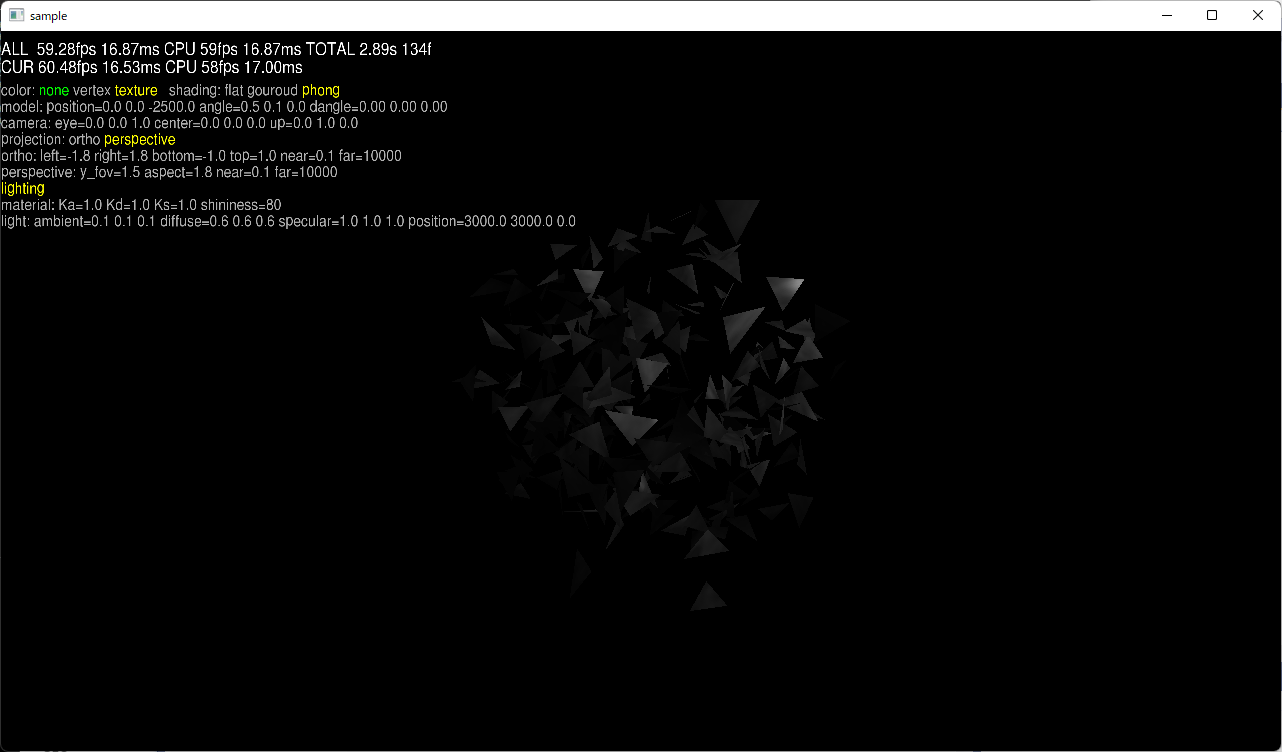 sample
ALL 59.28fps 16.87ms CPU 59fps 16.87ms TOTAL 2.89s 134f
CUR 60.48fps 16.53ms CPU 58fps 17.00ms
color: none vertex texture shading: flat gouroud phong
model: position=0.0 0.0 -2500.0 angle=0.5 0.1 0.0 dangle=0.00 0.00 0.00
camera: eye=0.0 0.0 1.0 center=0.0 0.0 0.0 up=0.0 1.0 0.0
projection: ortho perspective
ortho: left=-1.8 right=1.8 bottom=-1.0 top=1.0 near=0.1 far=10000
perspective: y_fov=1.5 aspect=1.8 near=0.1 far=10000
lighting
material: Ka=1.0 Kd=1.0 Ks=1.0 shininess=80
light: ambient=0.1 0.1 0.1 diffuse=0.6 0.6 0.6 specular=1.0 1.0 1.0 position=3000.0 3000.0 0.0